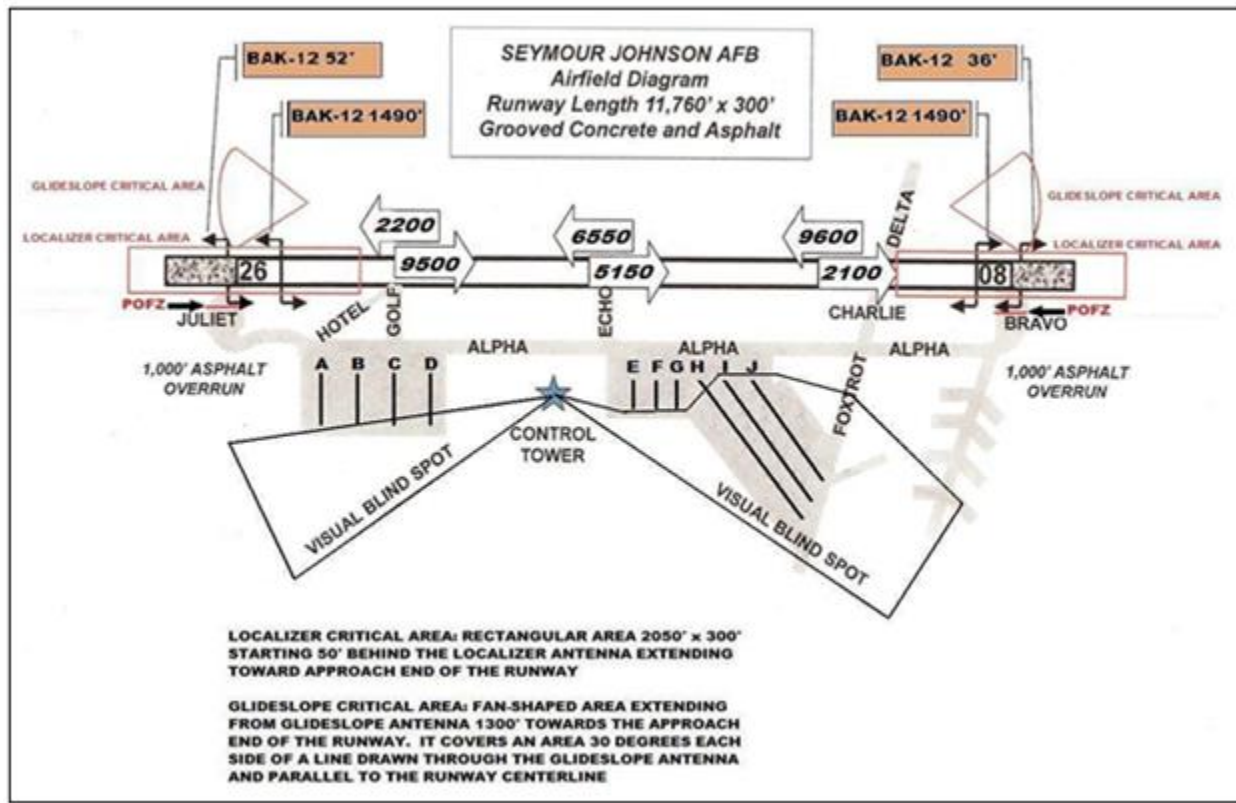 BAK-12 52'
BAK-12 1490'
SEYMOUR JOHNSON AFB
Airfield Diagram
Runway Length 11,760' x 300'
Grooved Concrete and Asphalt
BAK-12 36'
BAK-12 1490'
GLIDESLOPE CRITICAL AREA
GLIDESLOPE CRITICAL AREA
DELTA
LOCALIZER CRITICAL AREA
LOCALIZER CRITICAL AREA
2200
6550
9600
9500
5150
2100
26
08
POFZ
JULIET
HOTEL
GOLF
ECHO
CHARLIE
BRAVO
POFZ
ALPHA
ALPHA
ALPHA
1,000' ASPHALT
OVERRUN
A B C D
E F G H I J
1,000' ASPHALT
OVERRUN
FOXTROT
CONTROL
TOWER
VISUAL BLIND SPOT
VISUAL BLIND SPOT
LOCALIZER CRITICAL AREA: RECTANGULAR AREA 2050' x 300'
STARTING 50' BEHIND THE LOCALIZER ANTENNA EXTENDING
TOWARD APPROACH END OF THE RUNWAY
GLIDESLOPE CRITICAL AREA: FAN-SHAPED AREA EXTENDING
FROM GLIDESLOPE ANTENNA 1300' TOWARDS THE APPROACH
END OF THE RUNWAY. IT COVERS AN AREA 30 DEGREES EACH
SIDE OF A LINE DRAWN THROUGH THE GLIDESLOPE ANTENNA
AND PARALLEL TO THE RUNWAY CENTERLINE